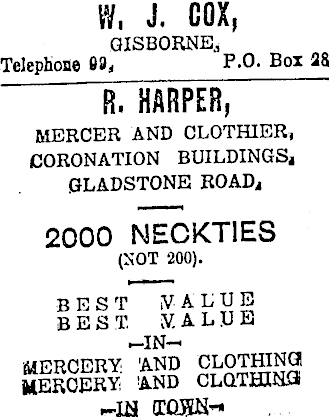 W. J. COX,
GISBORNE.
Telephone 99, P.O. Box 28
R. HARPER,
MERCER AND CLOTHIER,
CORONATION BUILDINGS,
GLADSTONE ROAD,
2000 NECKTIES
(NOT 200).
BEST VALUE
BEST VALUE
—IN—
MERCERY AND CLOTHING
MERCERY AND CLOTHING
—IN TOWN—